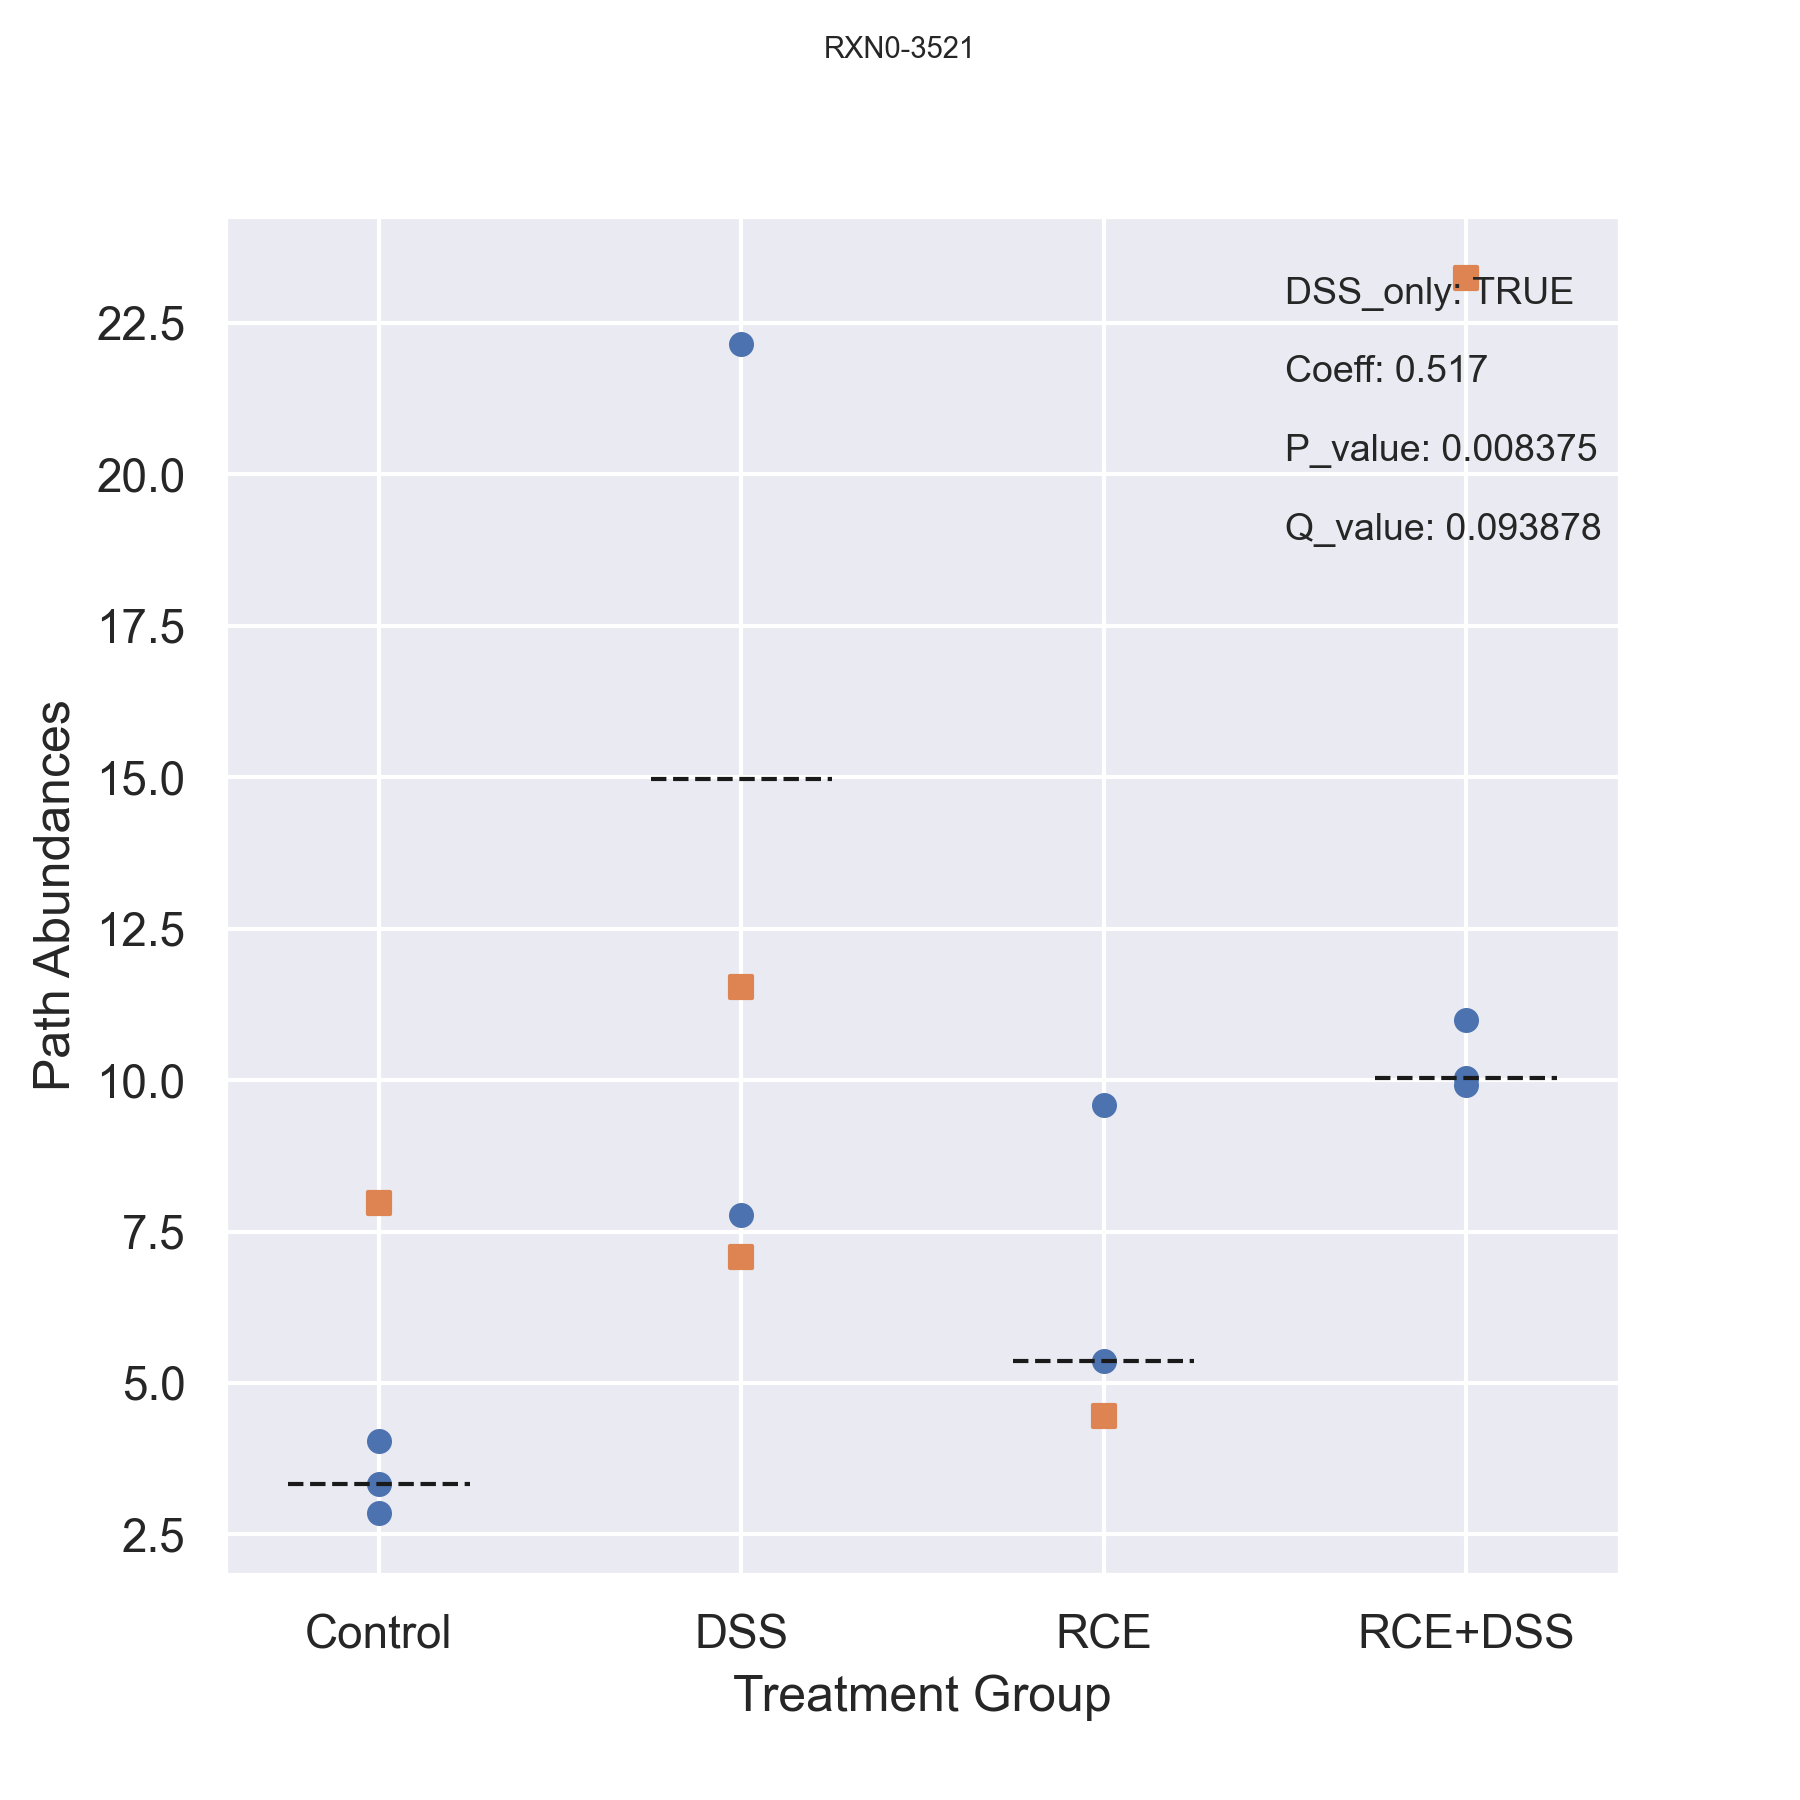 RXN0-3521
DSS_only: TRUE
Coeff: 0.517
P_value: 0.008375
Q_value: 0.093878
22.5
20.0
17.5
15.0
12.5
10.0
7.5
5.0
2.5
Path Abundances
Control
DSS
RCE
RCE+DSS
Treatment Group